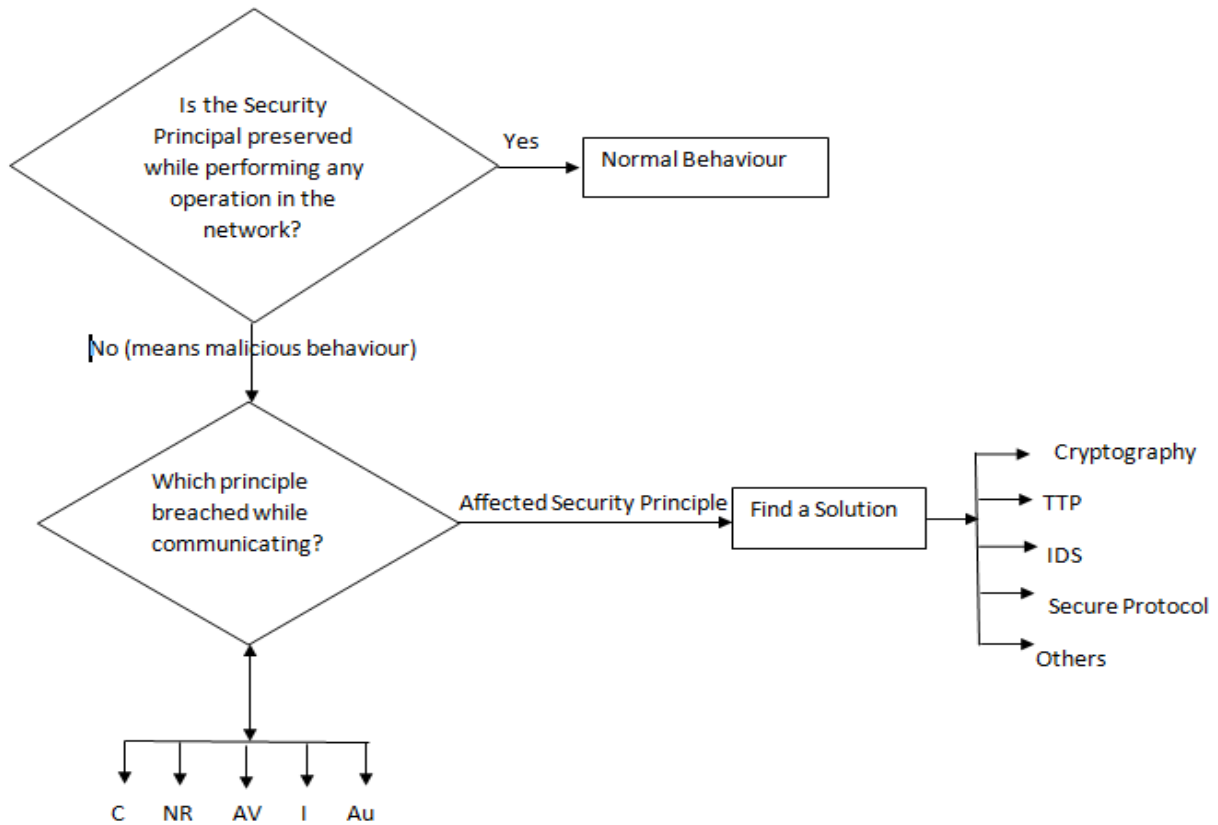 Is the Security
Principal preserved
while performing any
operation in the
network?
Yes
Normal Behaviour
No (means malicious behaviour)
Which principle
breached while
communicating?
Affected Security Principle
Find a Solution
Cryptography
TTP
IDS
Secure Protocol
Others
C NR AV I Au